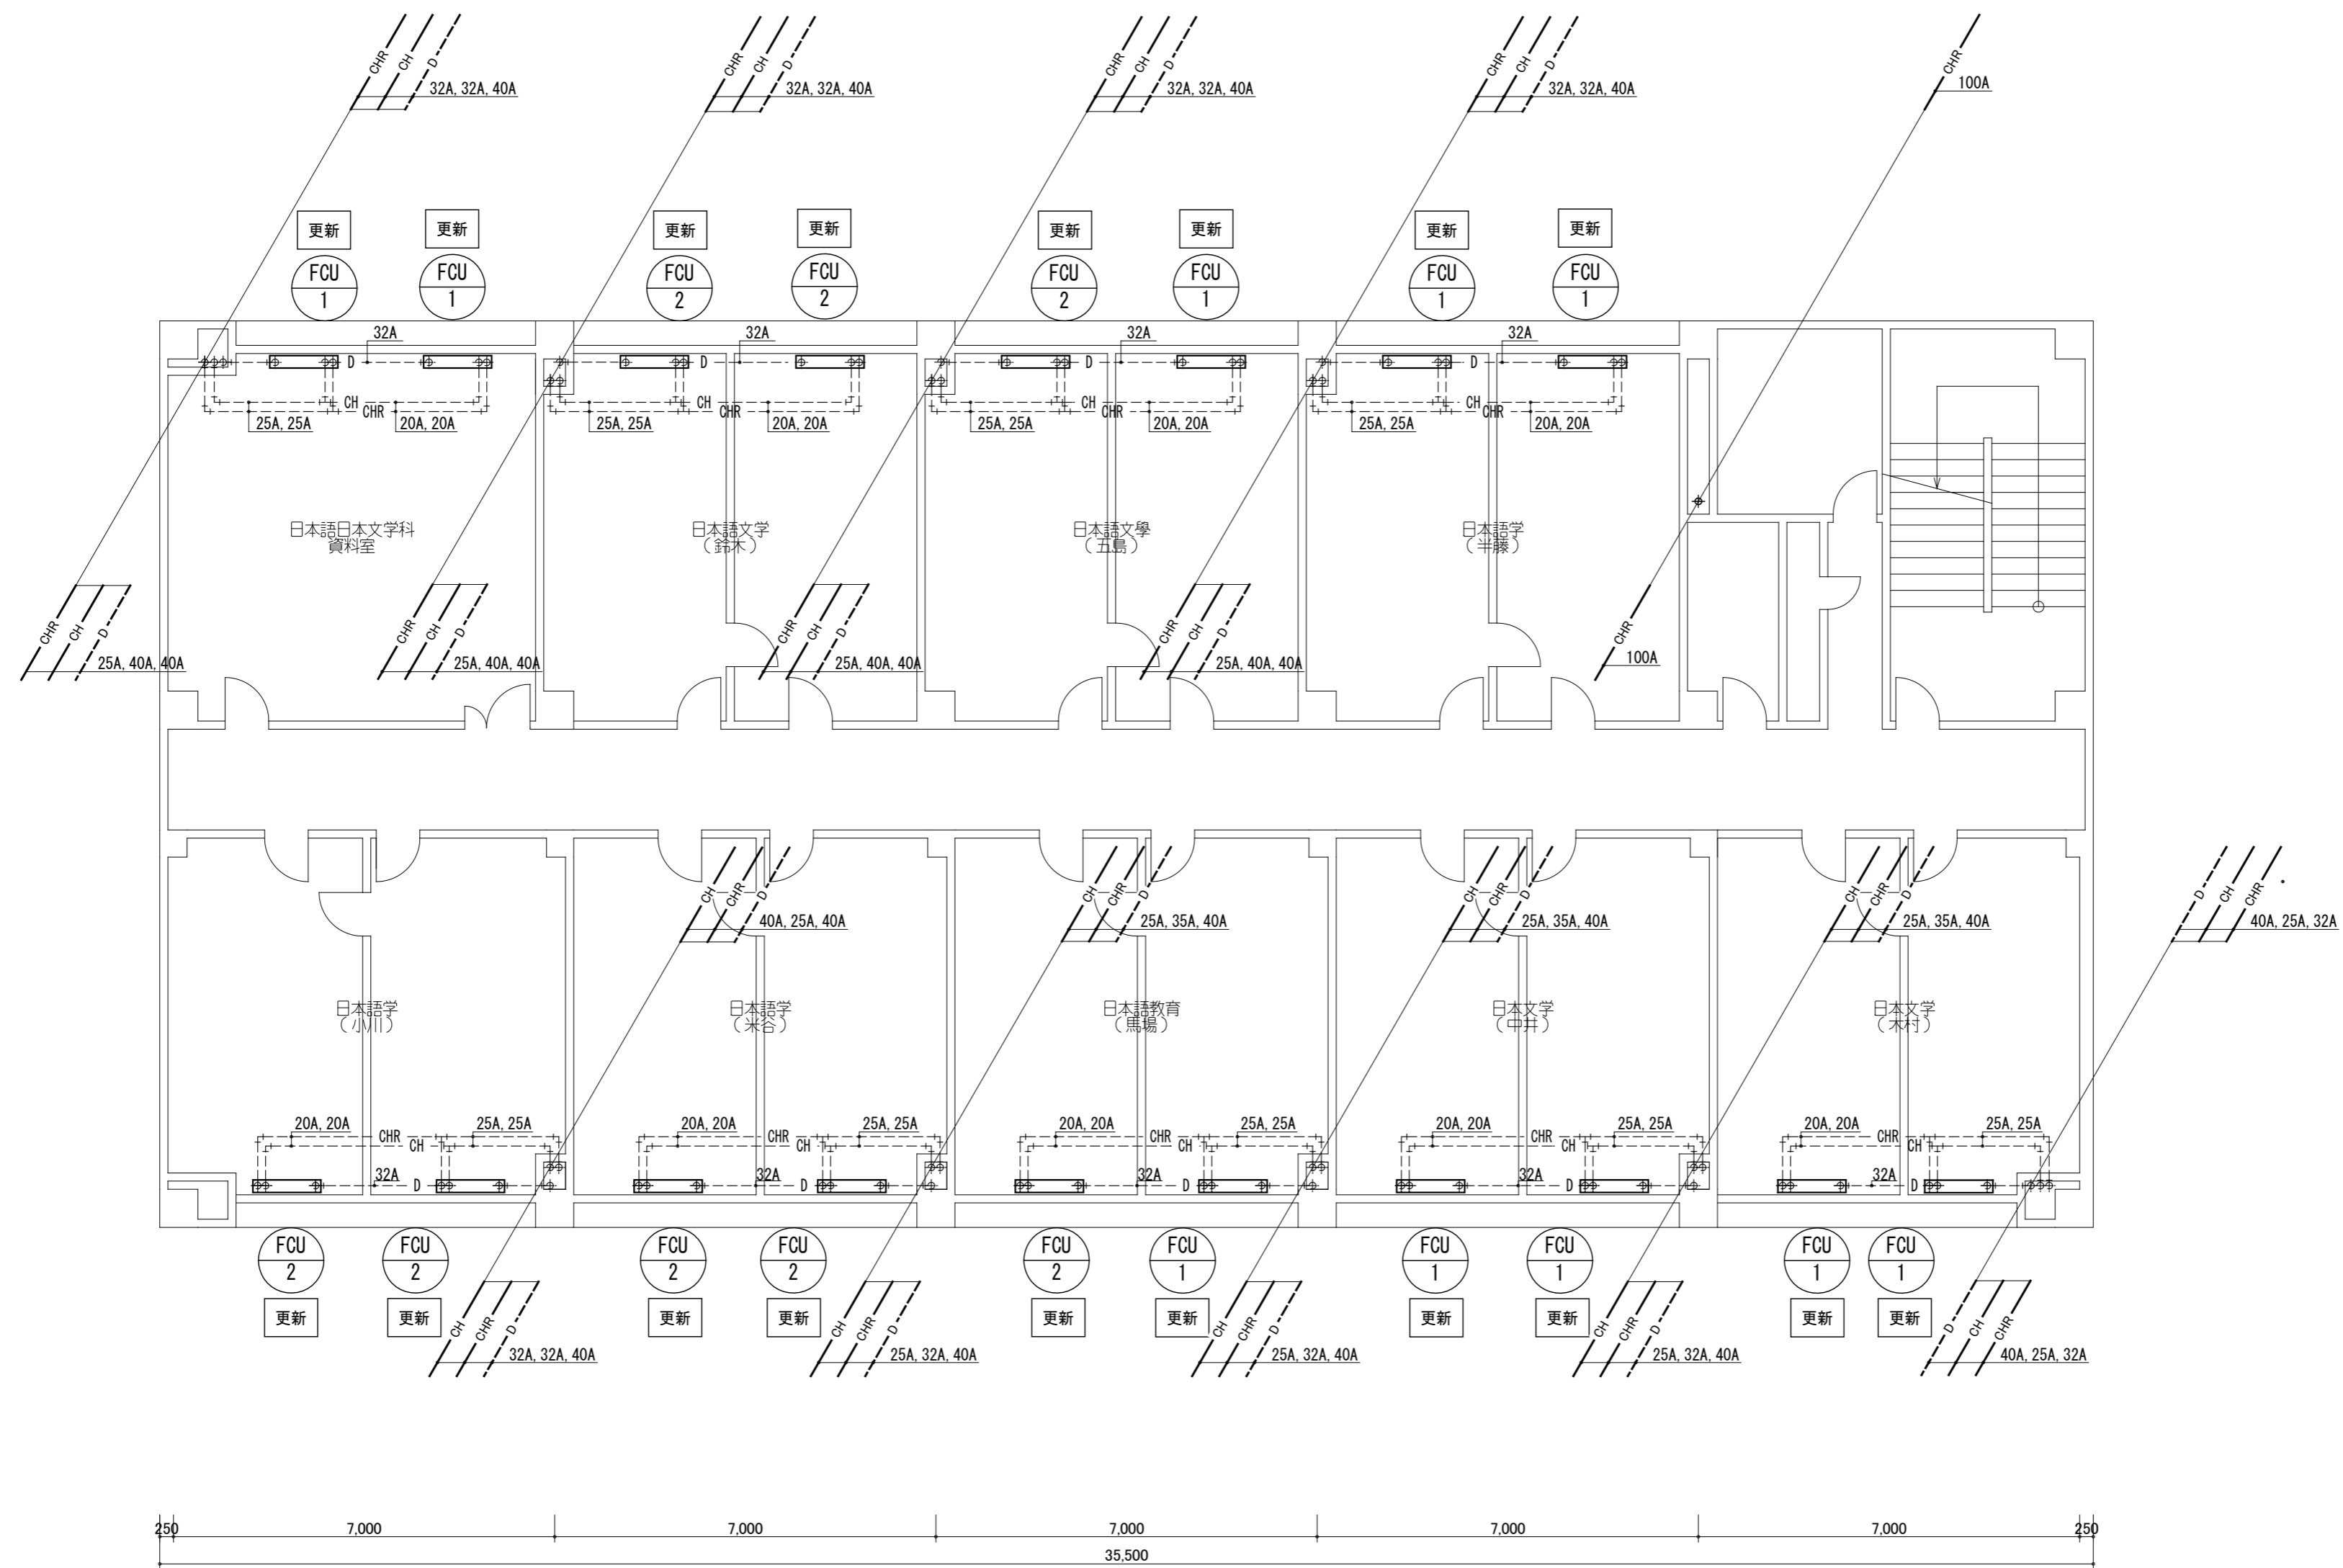 CHR CH D CHR CH D CHR CH D CHR CH D CHR
32A, 32A, 40A 32A, 32A, 40A 32A, 32A, 40A 32A, 32A, 40A 100A
更新 更新 更新 更新 更新 更新 更新 更新
FCU FCU FCU FCU FCU FCU FCU FCU
1 1 2 2 2 1 1 1
32A 32A 32A 32A
D D D D
CH CH CH CH
CHR CHR CHR CHR
25A, 25A 20A, 20A 25A, 25A 20A, 20A 25A, 25A 20A, 20A 25A, 25A 20A, 20A
日本語日本文学科 日本語文学 日本語文學 日本語学
資料室 (鈴木) (五島) (半藤)
CHR CH D CHR CH D CHR CH D CHR CH D CHR
25A, 40A, 40A 25A, 40A, 40A 25A, 40A, 40A 25A, 40A, 40A 100A
CH CHR D CH CHR D CH CHR D CH CHR D D CH CHR
40A, 25A, 40A 25A, 35A, 40A 25A, 35A, 40A 25A, 35A, 40A 40A, 25A, 32A
日本語学 日本語学 日本語教育 日本文学 日本文学
(小川) (米谷) (馬場) (中井) (木村)
20A, 20A 25A, 25A 20A, 20A 25A, 25A 20A, 20A 25A, 25A 20A, 20A 25A, 25A 20A, 20A 25A, 25A
CHR CHR CHR CHR CHR
CH CH CH CH CH
32A D 32A D 32A D 32A D 32A D
FCU FCU FCU FCU FCU FCU FCU FCU FCU FCU
2 2 2 2 2 1 1 1 1 1
更新 更新 更新 更新 更新 更新 更新 更新 更新 更新
CH CHR D CH CHR D CH CHR D CH CHR D D CH CHR
32A, 32A, 40A 25A, 32A, 40A 25A, 32A, 40A 25A, 32A, 40A 40A, 25A, 32A
250 7,000 7,000 7,000 7,000 7,000 250
35,500